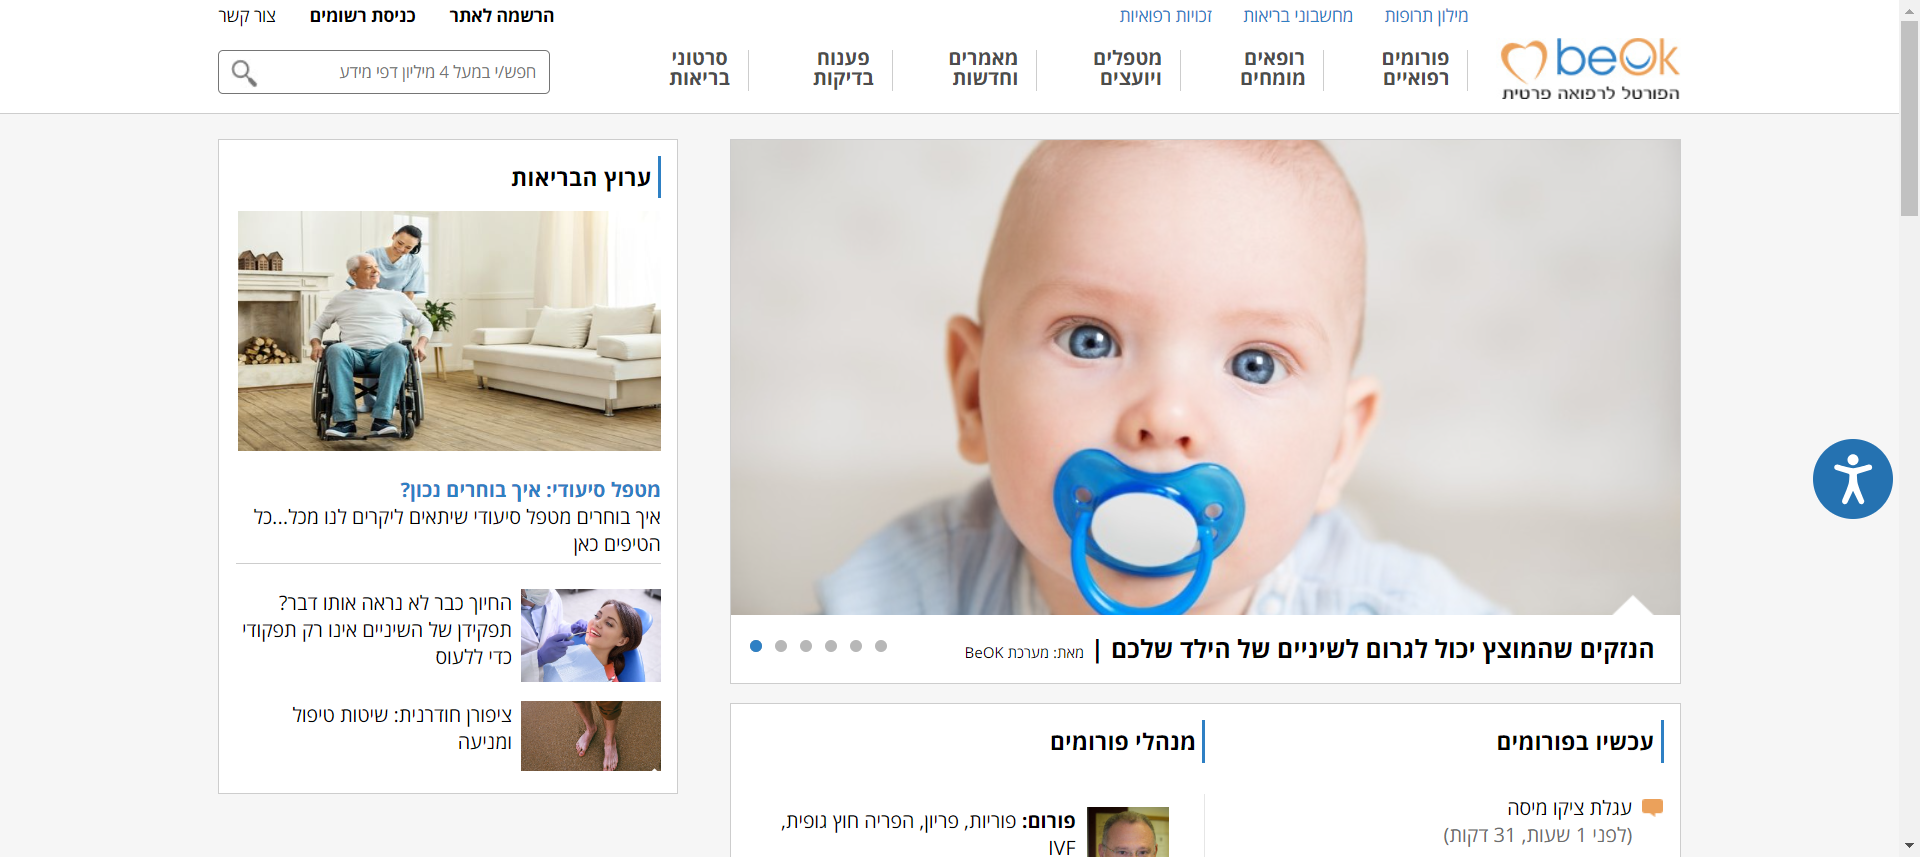 הרשמה לאתר
כניסת רשומים
צור קשר
מילון תרופות
מחשבוני בריאות
זכויות רפואיות
beOk
הפורטל לרפואה פרטית
פורומים
רפואיים
רופאים
מומחים
מטפלים
ויועצים
מאמרים
וחדשות
פענוח
בדיקות
סרטוני
בריאות
חפש/י במעל 4 מיליון דפי מידע
הנזקים שהמוצץ יכול לגרום לשיניים של הילד שלכם | מאת: מערכת BeOK
ערוץ הבריאות
מטפל סיעודי: איך בוחרים נכון?
איך בוחרים מטפל סיעודי שיתאים ליקרים לנו מכל...כל
הטיפים כאן
החיוך כבר לא נראה אותו דבר?
תפקידן של השיניים אינו רק תפקודי
כדי ללעוס
ציפורן חודרנית: שיטות טיפול
ומניעה
עכשיו בפורומים
עגלת ציקו מיסה
(לפני 1 שעות, 31 דקות)
מנהלי פורומים
פורום: פוריות, פריון, הפריה חוץ גופית,
IVF